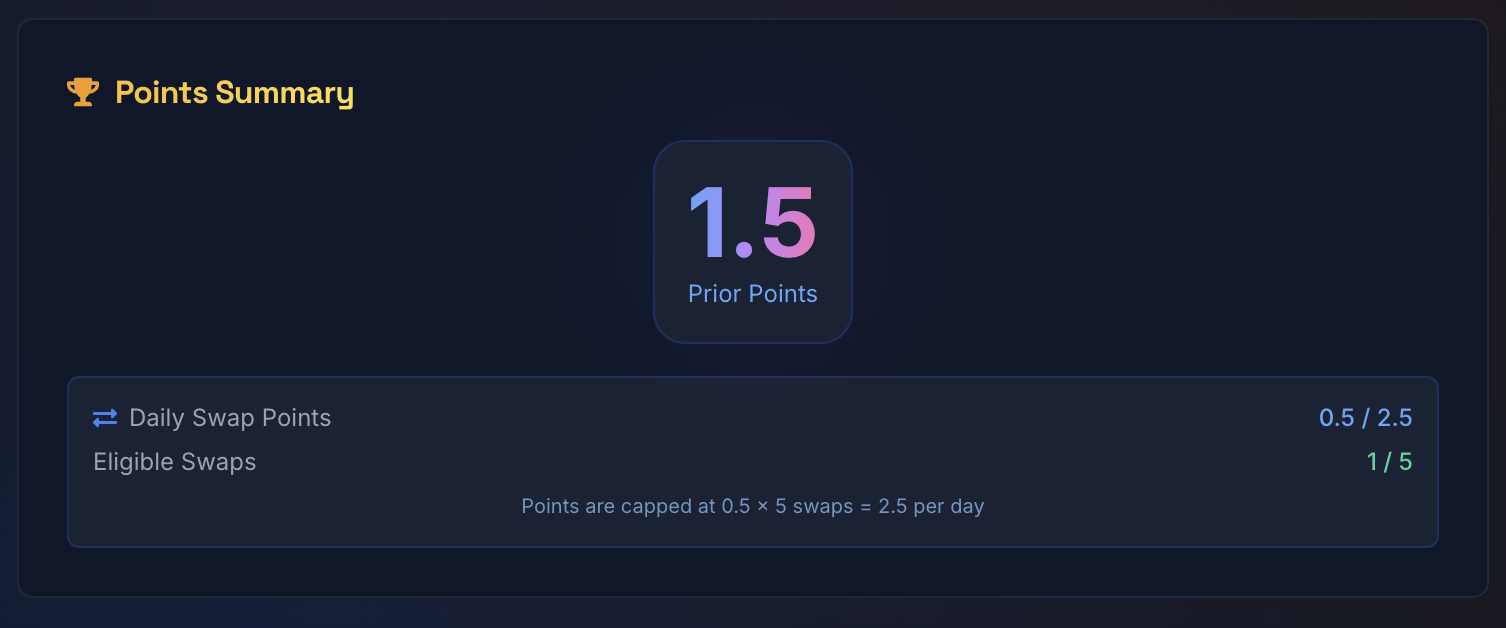 Points Summary
1.5
Prior Points
Daily Swap Points 0.5 / 2.5
Eligible Swaps 1 / 5
Points are capped at 0.5 × 5 swaps = 2.5 per day